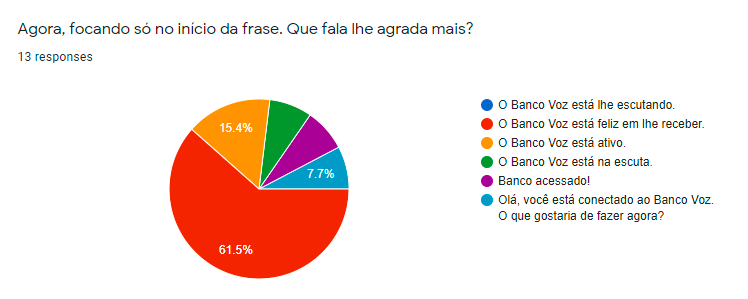 Agora, focando só no início da frase. Que fala lhe agrada mais?
13 responses
15.4%
7.7%
61.5%
O Banco Voz está lhe escutando.
O Banco Voz está feliz em lhe receber.
O Banco Voz está ativo.
O Banco Voz está na escuta.
Banco acessado!
Olá, você está conectado ao Banco Voz.
O que gostaria de fazer agora?